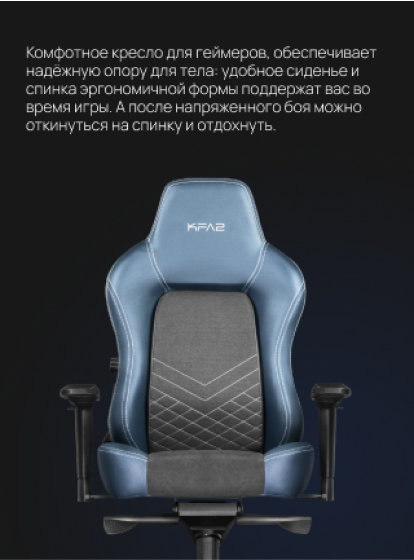 Комфотное кресло для геймеров, обеспечивает
надёжную опору для тела: удобное сиденье и
спинка эргономичной формы поддержат вас во
время игры. А после напряженного боя можно
откинуться на спинку и отдохнуть.
KFA2